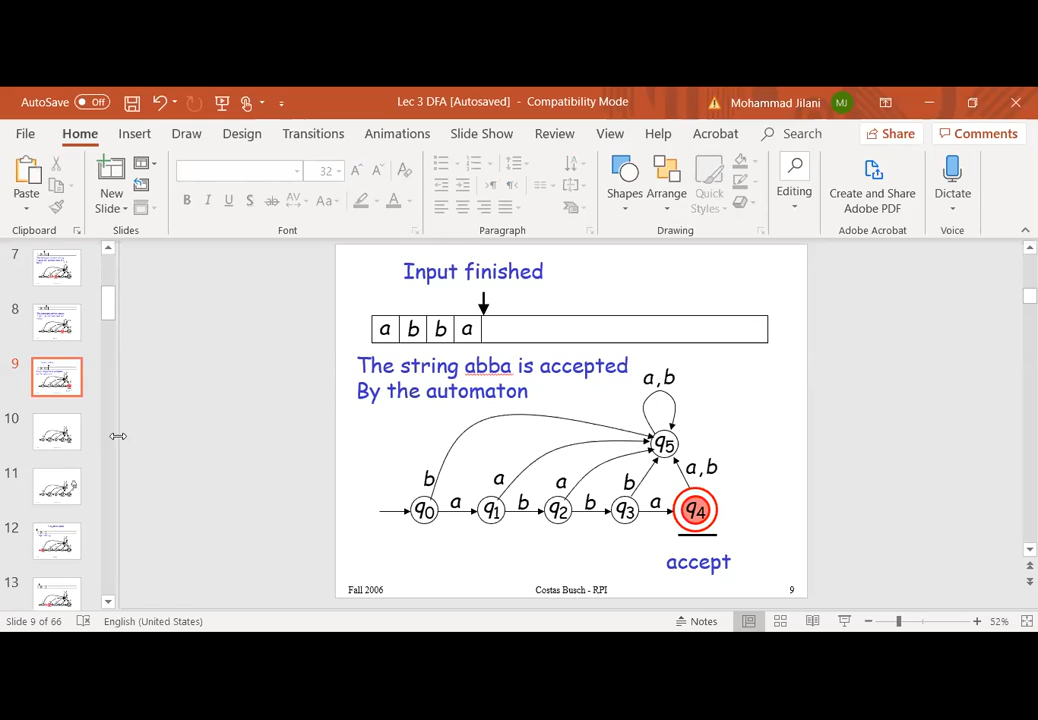 AutoSave Off Lec 3 DFA [Autosaved] - Compatibility Mode Mohammad Jilani MJ
File Home Insert Draw Design Transitions Animations Slide Show Review View Help Acrobat Search Share Comments
32
Paste New Slide Shapes Arrange Quick Styles Editing Create and Share Adobe PDF Dictate
Clipboard Slides Font Paragraph Drawing Adobe Acrobat Voice
7
8
9
10
11
12
13
Input finished
a b b a
The string abba is accepted
By the automaton
a,b
q5
b a a b a,b
a b b a
q0 q1 q2 q3 q4
accept
Fall 2006 Costas Busch - RPI 9
Slide 9 of 66 English (United States) Notes 52%